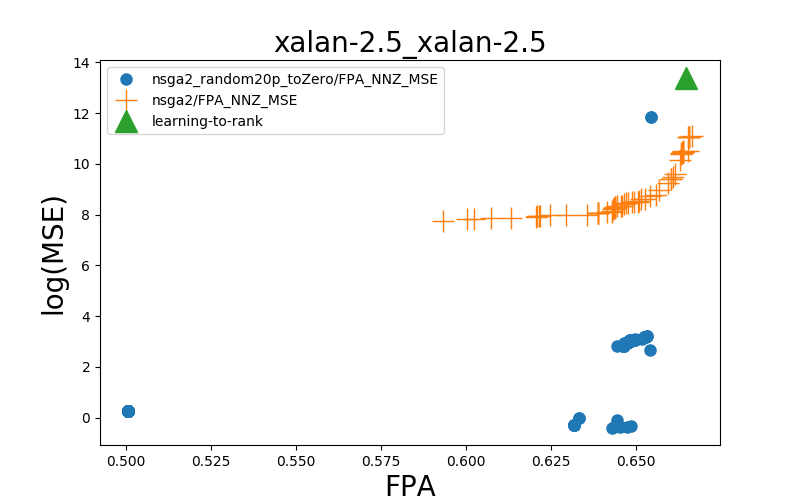 xalan-2.5_xalan-2.5
nsga2_random20p_toZero/FPA_NNZ_MSE
nsga2/FPA_NNZ_MSE
learning-to-rank
log(MSE)
14
12
10
8
6
4
2
0
0.500 0.525 0.550 0.575 0.600 0.625 0.650
FPA